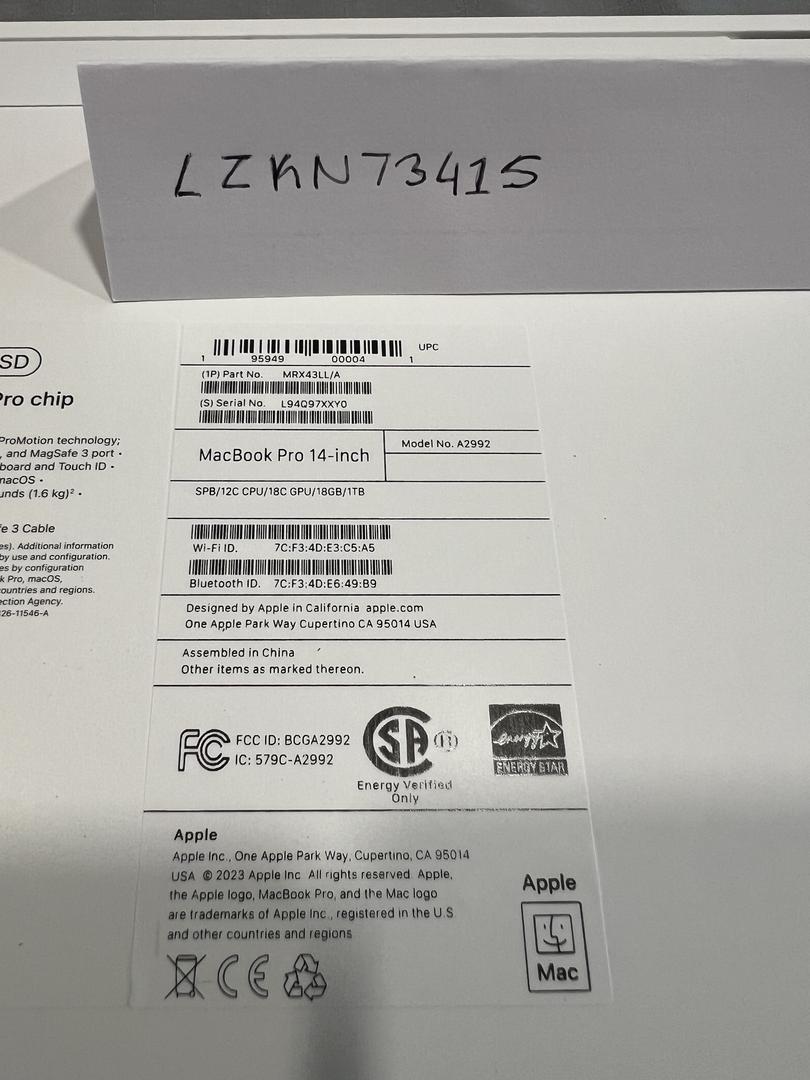 LZKN73415
SD
Pro chip
ProMotion technology;
, and MagSafe 3 port •
board and Touch ID •
macOS •
unds (1.6 kg)² •
fe 3 Cable
es). Additional information
by use and configuration.
es by configuration
k Pro, macOS,
countries and regions.
ection Agency.
26-11546-A
UPC
1 95949 00004 1
(1P) Part No. MRX43LL/A
(S) Serial No. L94Q97XXY0
MacBook Pro 14-inch
Model No. A2992
SPB/12C CPU/18C GPU/18GB/1TB
Wi-Fi ID. 7C:F3:4D:E3:C5:A5
Bluetooth ID. 7C:F3:4D:E6:49:B9
Designed by Apple in California apple.com
One Apple Park Way Cupertino CA 95014 USA
Assembled in China
Other items as marked thereon.
FC
FCC ID: BCGA2992
IC: 579C-A2992
SA
Energy Verified
Only
energy
ENERGY STAR
Apple
Apple Inc., One Apple Park Way, Cupertino, CA 95014
USA © 2023 Apple Inc. All rights reserved. Apple,
the Apple logo, MacBook Pro, and the Mac logo
are trademarks of Apple Inc., registered in the U.S
and other countries and regions
CE
Apple
Mac